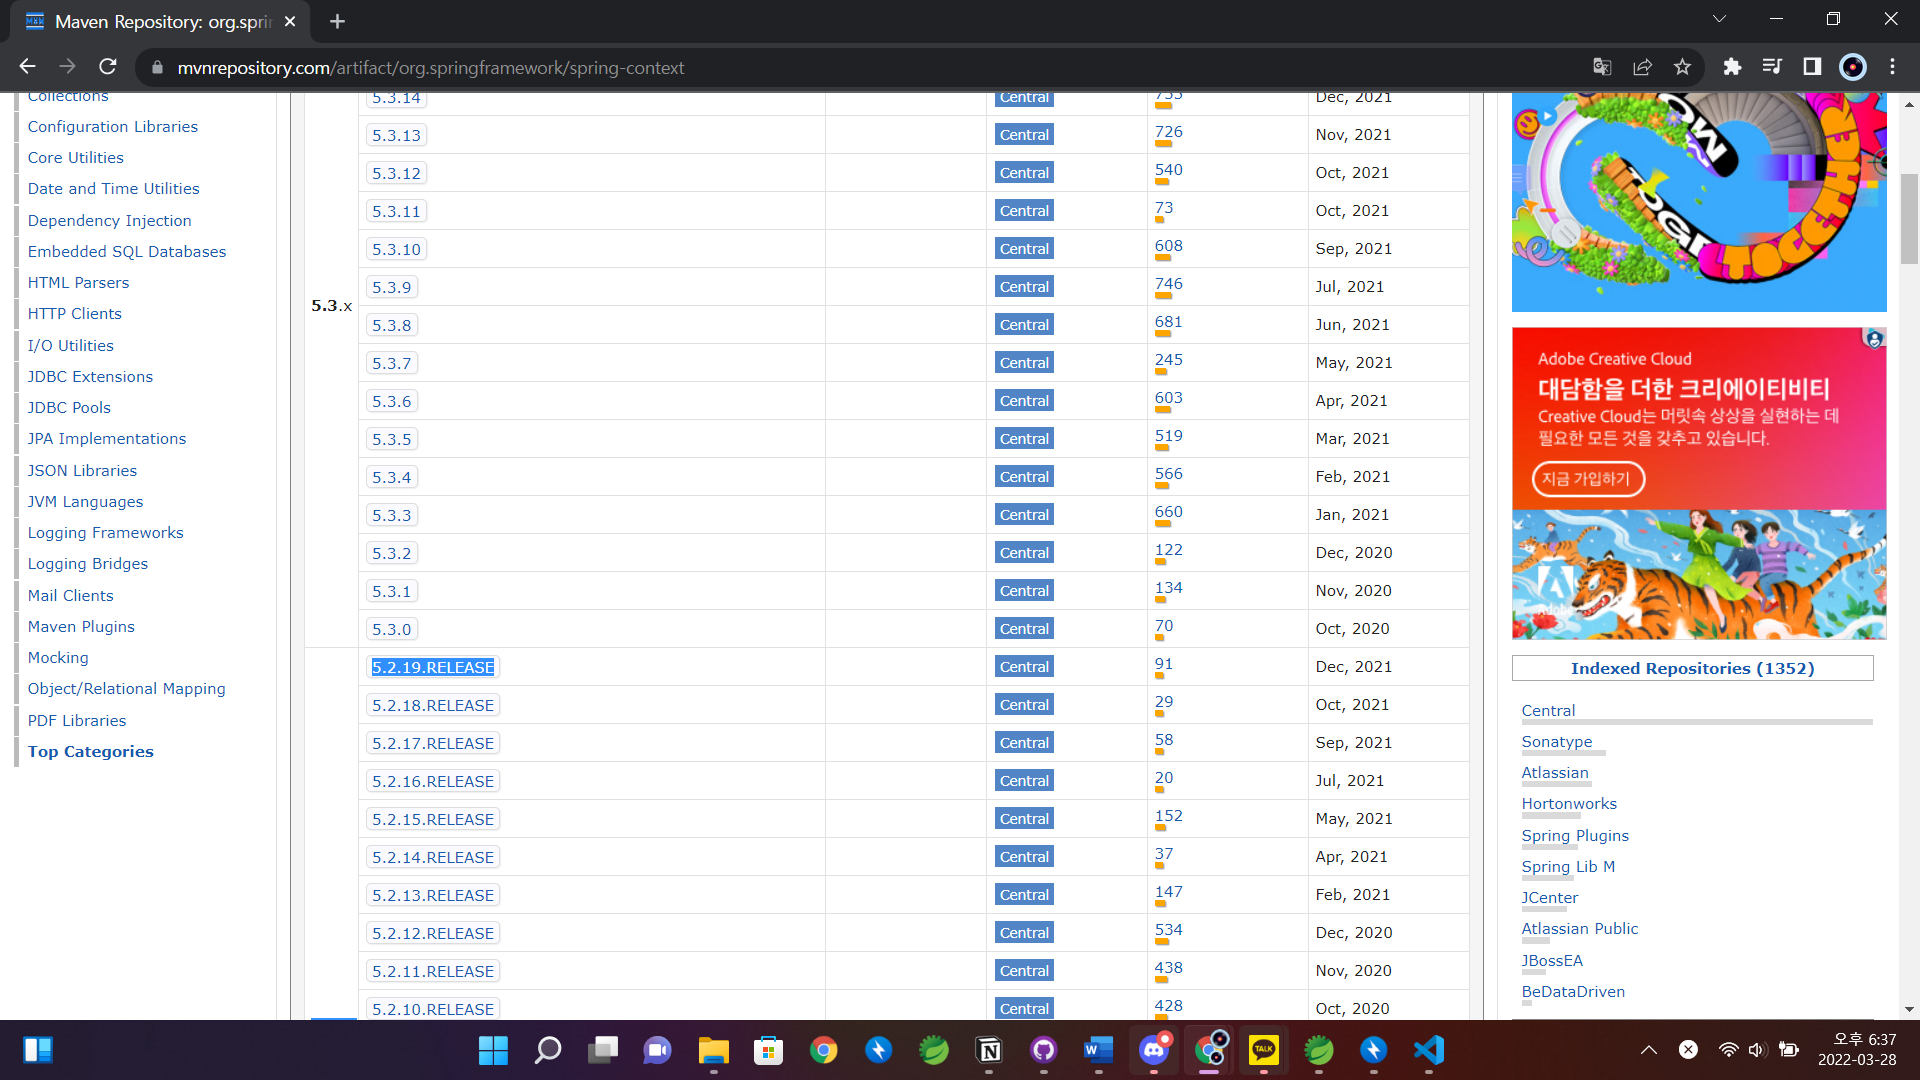 Maven Repository: org.sprin
mvnrepository.com/artifact/org.springframework/spring-context
Collections
Configuration Libraries
Core Utilities
Date and Time Utilities
Dependency Injection
Embedded SQL Databases
HTML Parsers
HTTP Clients
I/O Utilities
JDBC Extensions
JDBC Pools
JPA Implementations
JSON Libraries
JVM Languages
Logging Frameworks
Logging Bridges
Mail Clients
Maven Plugins
Mocking
Object/Relational Mapping
PDF Libraries
Top Categories
5.3.x
5.3.14 Central 755 Dec, 2021
5.3.13 Central 726 Nov, 2021
5.3.12 Central 540 Oct, 2021
5.3.11 Central 73 Oct, 2021
5.3.10 Central 608 Sep, 2021
5.3.9 Central 746 Jul, 2021
5.3.8 Central 681 Jun, 2021
5.3.7 Central 245 May, 2021
5.3.6 Central 603 Apr, 2021
5.3.5 Central 519 Mar, 2021
5.3.4 Central 566 Feb, 2021
5.3.3 Central 660 Jan, 2021
5.3.2 Central 122 Dec, 2020
5.3.1 Central 134 Nov, 2020
5.3.0 Central 70 Oct, 2020
5.2.19.RELEASE Central 91 Dec, 2021
5.2.18.RELEASE Central 29 Oct, 2021
5.2.17.RELEASE Central 58 Sep, 2021
5.2.16.RELEASE Central 20 Jul, 2021
5.2.15.RELEASE Central 152 May, 2021
5.2.14.RELEASE Central 37 Apr, 2021
5.2.13.RELEASE Central 147 Feb, 2021
5.2.12.RELEASE Central 534 Dec, 2020
5.2.11.RELEASE Central 438 Nov, 2020
5.2.10.RELEASE Central 428 Oct, 2020
Adobe Creative Cloud
대담함을 더한 크리에이티비티
Creative Cloud는 머릿속 상상을 실현하는 데
필요한 모든 것을 갖추고 있습니다.
지금 가입하기
Adobe
Indexed Repositories (1352)
Central
Sonatype
Atlassian
Hortonworks
Spring Plugins
Spring Lib M
JCenter
Atlassian Public
JBossEA
BeDataDriven
TALK
오후 6:37
2022-03-28